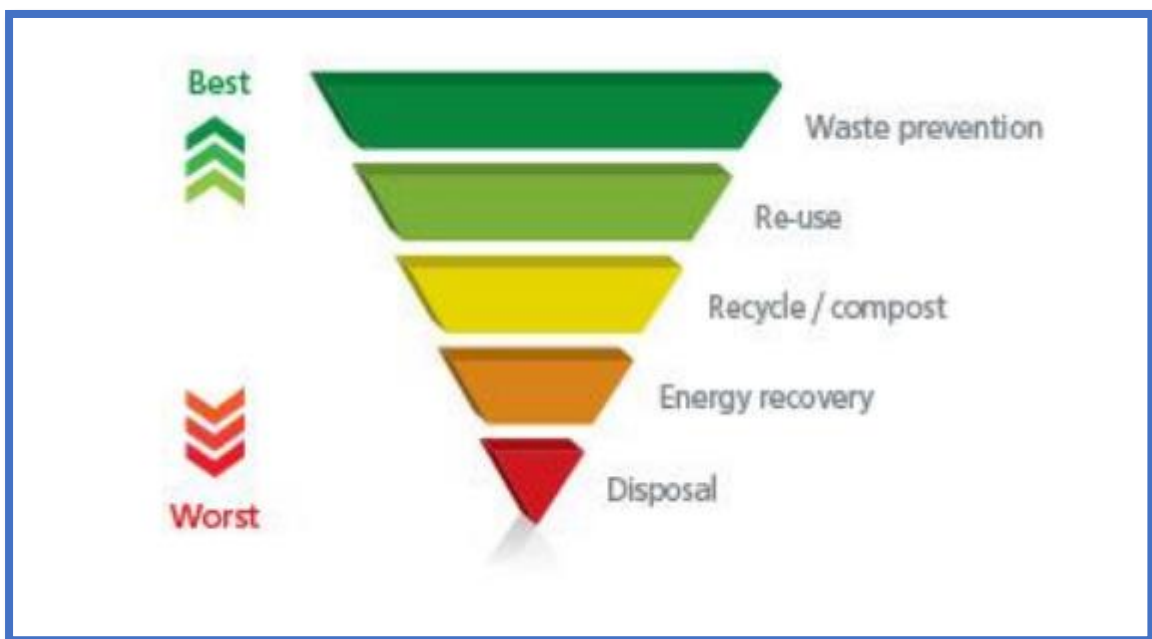 Best
Waste prevention
Re-use
Recycle / compost
Energy recovery
Disposal
Worst